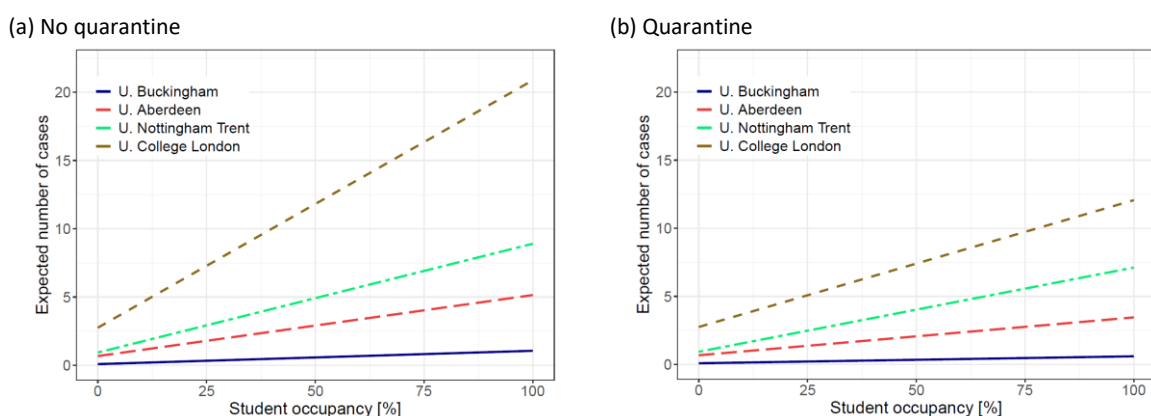 (a) No quarantine
U. Buckingham
U. Aberdeen
U. Nottingham Trent
U. College London
Expected number of cases
20
15
10
5
0
0 25 50 75 100
Student occupancy [%]
(b) Quarantine
U. Buckingham
U. Aberdeen
U. Nottingham Trent
U. College London
Expected number of cases
20
15
10
5
0
0 25 50 75 100
Student occupancy [%]